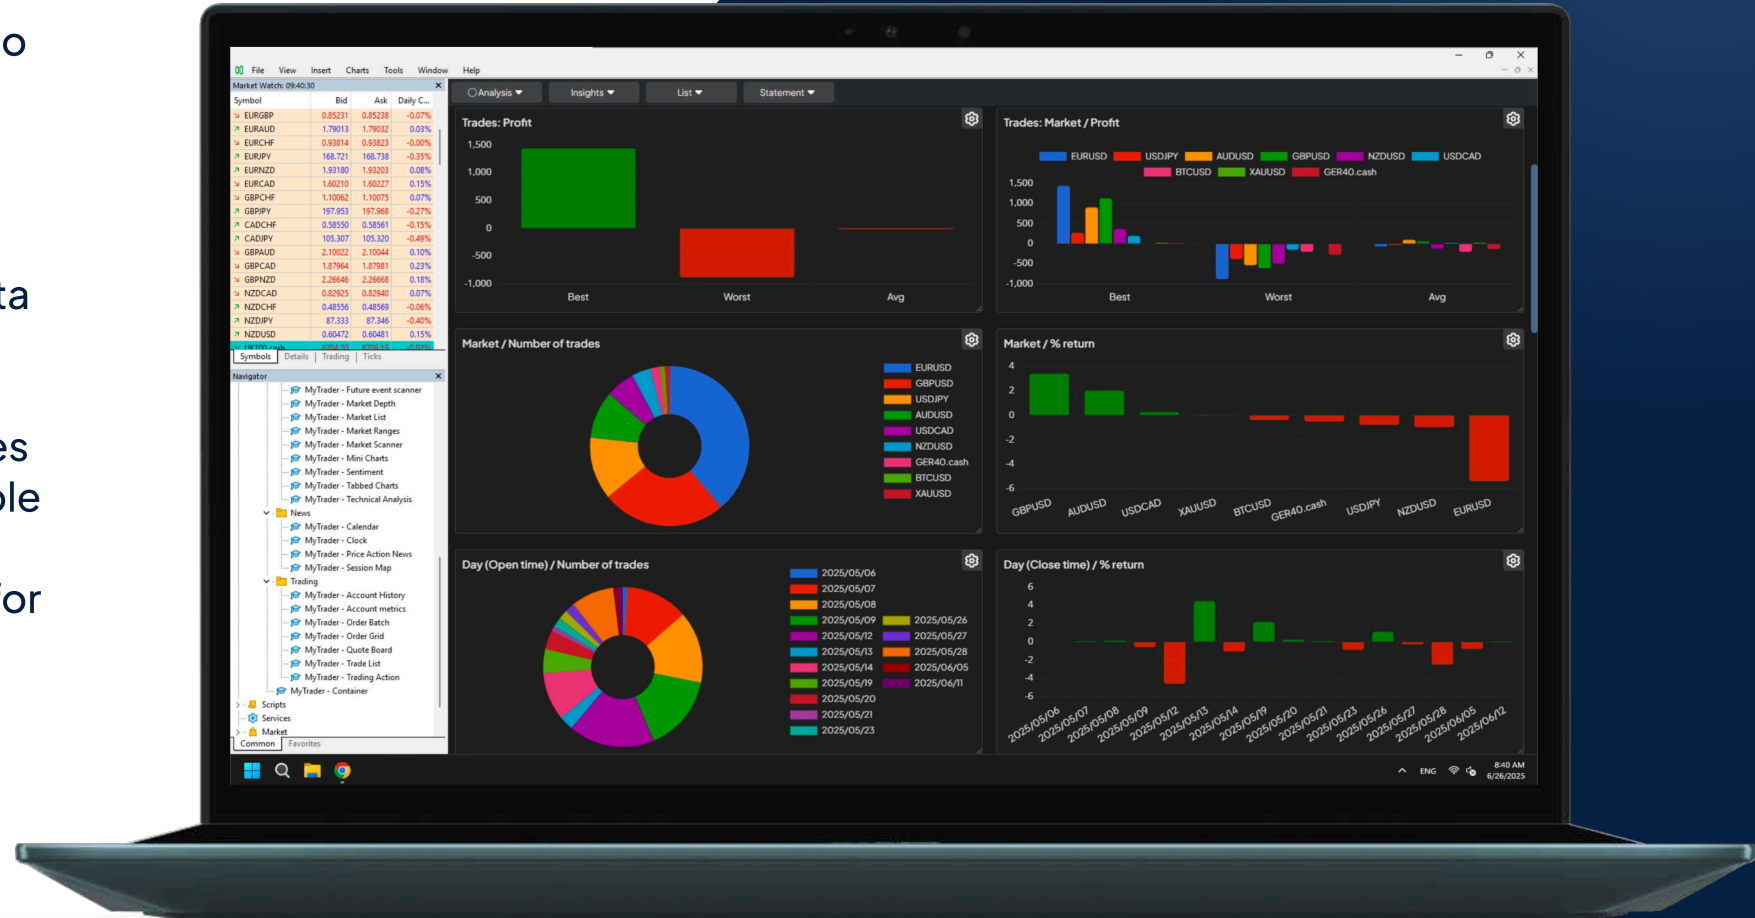 o
ta
es
ble
for
File View Insert Charts Tools Window Help
Market Watch: 09:40:30
Symbol Bid Ask Daily C...
EURGBP 0.85231 0.85238 -0.07%
EURAUD 1.79013 1.79032 0.03%
EURCHF 0.93814 0.93823 -0.00%
EURJPY 168.721 168.738 -0.35%
EURNZD 1.93180 1.93203 0.08%
EURCAD 1.60210 1.60227 0.15%
GBPCHF 1.10062 1.10075 0.07%
GBPJPY 197.953 197.968 -0.27%
CADCHF 0.58550 0.58561 -0.15%
CADJPY 105.307 105.320 -0.49%
GBPAUD 2.10022 2.10044 0.10%
GBPCAD 1.87964 1.87981 0.23%
GBPNZD 2.26646 2.26668 0.18%
NZDCAD 0.82925 0.82940 0.07%
NZDCHF 0.48556 0.48569 -0.06%
NZDJPY 87.333 87.346 -0.40%
NZDUSD 0.60472 0.60481 0.15%
UK100.cash 8704.70 8706.15 -0.03%
Symbols Details Trading Ticks
Navigator
MyTrader - Future event scanner
MyTrader - Market Depth
MyTrader - Market List
MyTrader - Market Ranges
MyTrader - Market Scanner
MyTrader - Mini Charts
MyTrader - Sentiment
MyTrader - Tabbed Charts
MyTrader - Technical Analysis
News
MyTrader - Calendar
MyTrader - Clock
MyTrader - Price Action News
MyTrader - Session Map
Trading
MyTrader - Account History
MyTrader - Account metrics
MyTrader - Order Batch
MyTrader - Order Grid
MyTrader - Quote Board
MyTrader - Trade List
MyTrader - Trading Action
MyTrader - Container
Scripts
Services
Market
Common Favorites
Analysis Insights List Statement
Trades: Profit
1,500
1,000
500
0
-500
-1,000
Best Worst Avg
Trades: Market / Profit
EURUSD USDJPY AUDUSD GBPUSD NZDUSD USDCAD
BTCUSD XAUUSD GER40.cash
1,500
1,000
500
0
-500
-1,000
Best Worst Avg
Market / Number of trades
EURUSD
GBPUSD
USDJPY
AUDUSD
USDCAD
NZDUSD
GER40.cash
BTCUSD
XAUUSD
Market / % return
4
2
0
-2
-4
-6
GBPUSD AUDUSD USDCAD XAUUSD BTCUSD GER40.cash USDJPY NZDUSD EURUSD
Day (Open time) / Number of trades
2025/05/06
2025/05/07
2025/05/08
2025/05/09 2025/05/26
2025/05/12 2025/05/27
2025/05/13 2025/05/28
2025/05/14 2025/06/05
2025/05/19 2025/06/11
2025/05/20
2025/05/21
2025/05/23
Day (Close time) / % return
6
4
2
0
-2
-4
-6
2025/05/06 2025/05/07 2025/05/08 2025/05/09 2025/05/12 2025/05/13 2025/05/14 2025/05/19 2025/05/20 2025/05/21 2025/05/23 2025/05/26 2025/05/27 2025/05/28 2025/06/05 2025/06/12
ENG 8:40 AM
6/26/2025